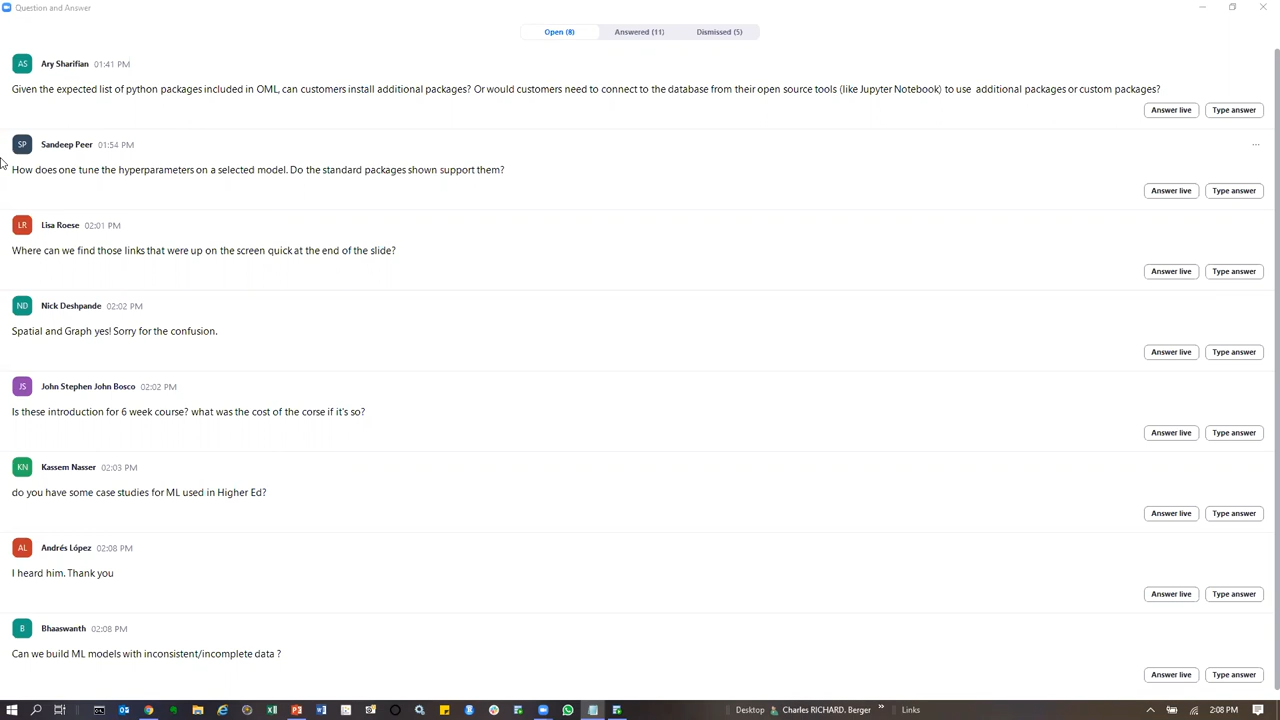 Question and Answer
Open (8)
Answered (11)
Dismissed (5)
AS
Ary Sharifian 01:41 PM
Given the expected list of python packages included in OML, can customers install additional packages? Or would customers need to connect to the database from their open source tools (like Jupyter Notebook) to use additional packages or custom packages?
Answer live
Type answer
SP
Sandeep Peer 01:54 PM
...
How does one tune the hyperparameters on a selected model. Do the standard packages shown support them?
Answer live
Type answer
LR
Lisa Roese 02:01 PM
Where can we find those links that were up on the screen quick at the end of the slide?
Answer live
Type answer
ND
Nick Deshpande 02:02 PM
Spatial and Graph yes! Sorry for the confusion.
Answer live
Type answer
JS
John Stephen John Bosco 02:02 PM
Is these introduction for 6 week course? what was the cost of the corse if it's so?
Answer live
Type answer
KN
Kassem Nasser 02:03 PM
do you have some case studies for ML used in Higher Ed?
Answer live
Type answer
AL
Andrés López 02:08 PM
I heard him. Thank you
Answer live
Type answer
B
Bhaaswanth 02:08 PM
Can we build ML models with inconsistent/incomplete data ?
Answer live
Type answer
Desktop
Charles RICHARD. Berger
Links
2:08 PM